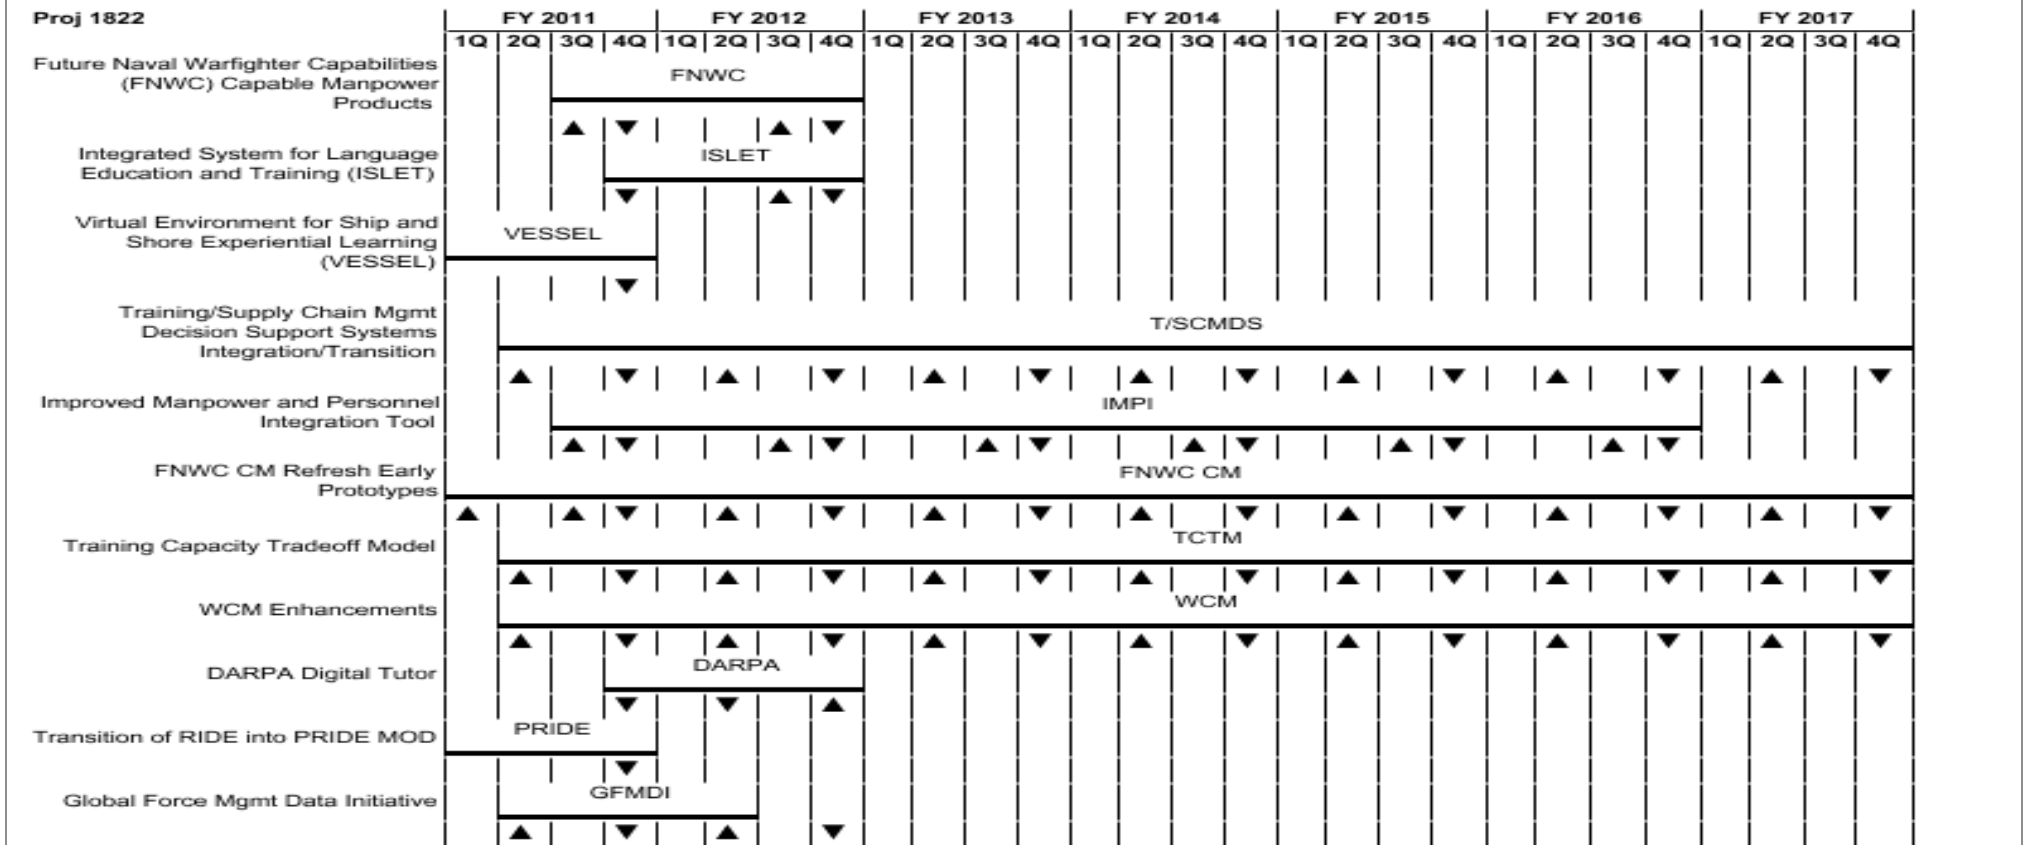 Proj 1822 FY 2011 FY 2012 FY 2013 FY 2014 FY 2015 FY 2016 FY 2017
1Q 2Q 3Q 4Q 1Q 2Q 3Q 4Q 1Q 2Q 3Q 4Q 1Q 2Q 3Q 4Q 1Q 2Q 3Q 4Q 1Q 2Q 3Q 4Q 1Q 2Q 3Q 4Q
Future Naval Warfighter Capabilities
(FNWC) Capable Manpower
Products
FNWC
Integrated System for Language
Education and Training (ISLET)
ISLET
Virtual Environment for Ship and
Shore Experiential Learning
(VESSEL)
VESSEL
Training/Supply Chain Mgmt
Decision Support Systems
Integration/Transition
T/SCMDS
Improved Manpower and Personnel
Integration Tool
IMPI
FNWC CM Refresh Early
Prototypes
FNWC CM
Training Capacity Tradeoff Model
TCTM
WCM Enhancements
WCM
DARPA Digital Tutor
DARPA
Transition of RIDE into PRIDE MOD
PRIDE
Global Force Mgmt Data Initiative
GFMDI